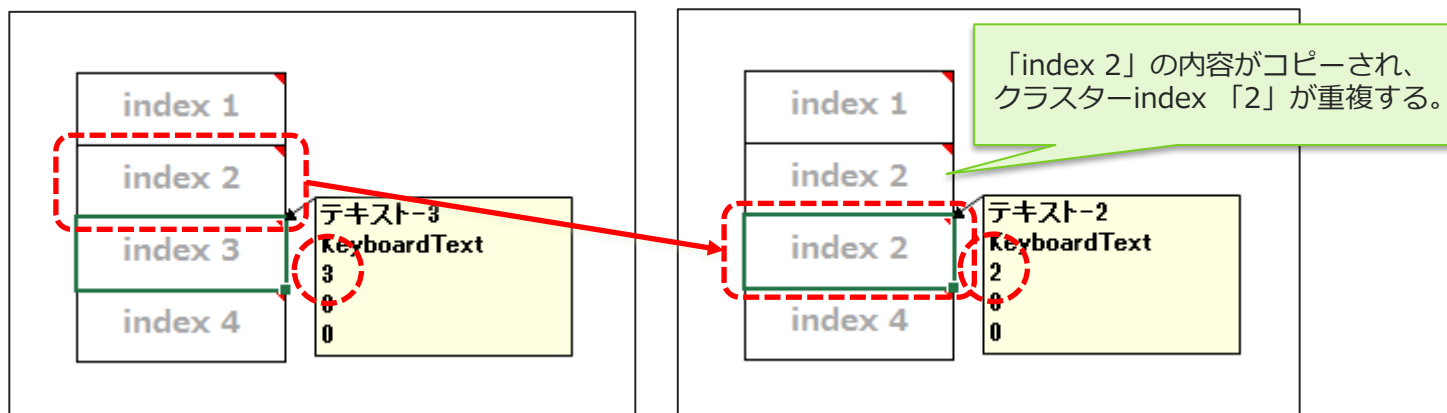 index 1
index 2
index 3
index 4
テキスト-3
KeyboardText
3
0
0
「index 2」の内容がコピーされ、
クラスターindex 「2」が重複する。
index 1
index 2
index 2
index 4
テキスト-2
KeyboardText
2
0
0